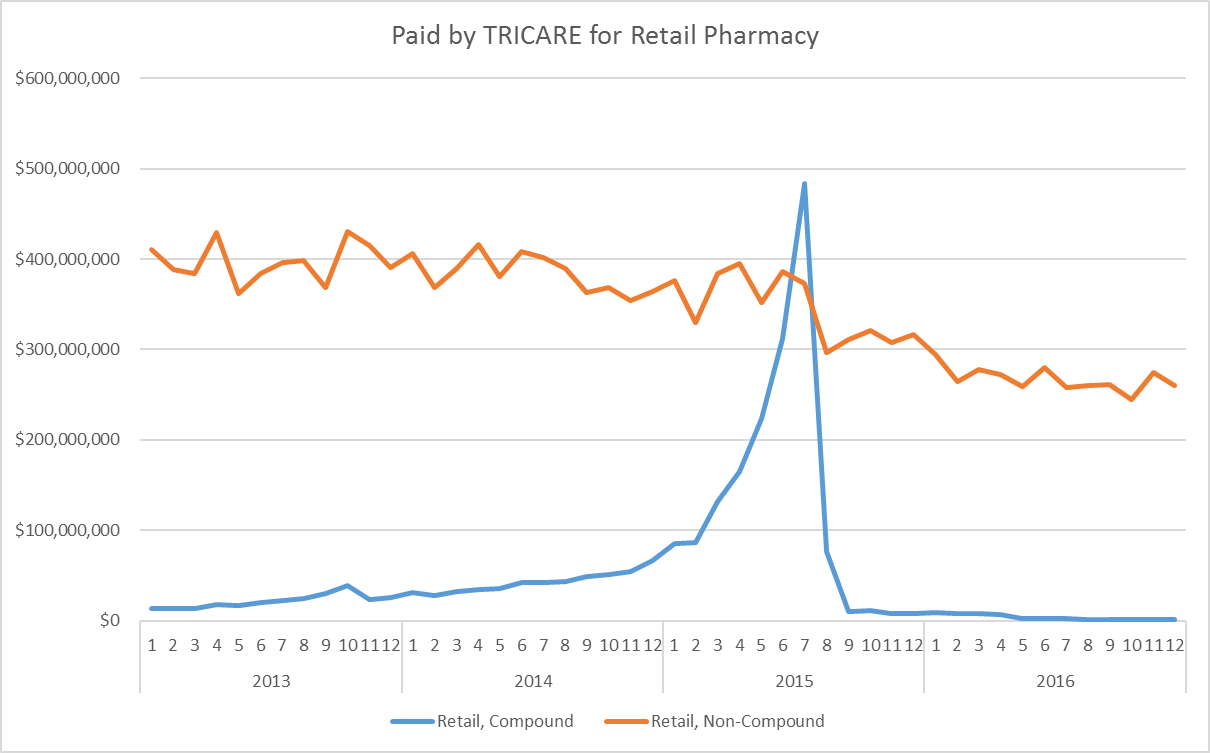 Paid by TRICARE for Retail Pharmacy
$600,000,000
$500,000,000
$400,000,000
$300,000,000
$200,000,000
$100,000,000
$0
1 2 3 4 5 6 7 8 9 10 11 12 1 2 3 4 5 6 7 8 9 10 11 12 1 2 3 4 5 6 7 8 9 10 11 12 1 2 3 4 5 6 7 8 9 10 11 12
2013 2014 2015 2016
Retail, Compound Retail, Non-Compound